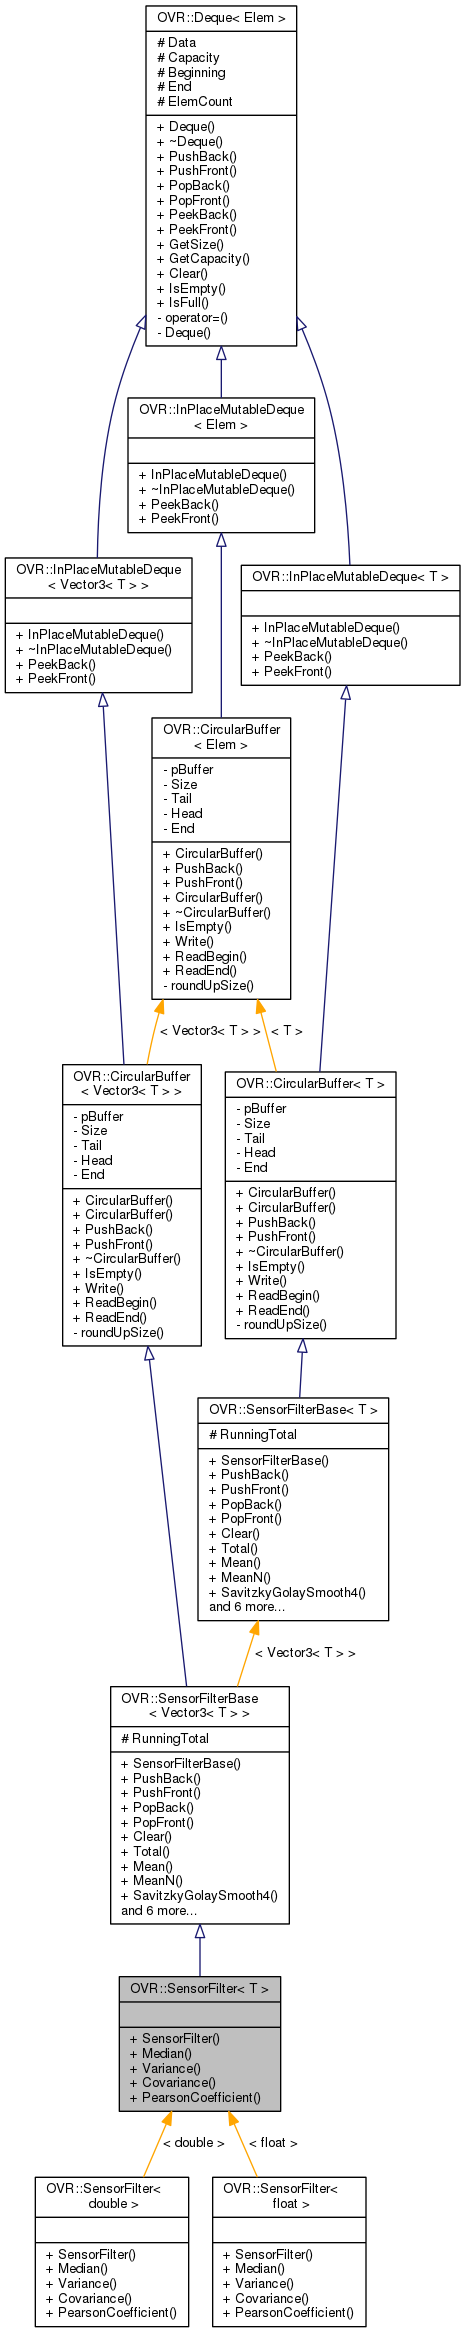 OVR::Deque< Elem >
# Data
# Capacity
# Beginning
# End
# ElemCount
+ Deque()
+ ~Deque()
+ PushBack()
+ PushFront()
+ PopBack()
+ PopFront()
+ PeekBack()
+ PeekFront()
+ GetSize()
+ GetCapacity()
+ Clear()
+ IsEmpty()
+ IsFull()
- operator=()
- Deque()
OVR::InPlaceMutableDeque
< Elem >
+ InPlaceMutableDeque()
+ ~InPlaceMutableDeque()
+ PeekBack()
+ PeekFront()
OVR::InPlaceMutableDeque
< Vector3< T > >
+ InPlaceMutableDeque()
+ ~InPlaceMutableDeque()
+ PeekBack()
+ PeekFront()
OVR::InPlaceMutableDeque< T >
+ InPlaceMutableDeque()
+ ~InPlaceMutableDeque()
+ PeekBack()
+ PeekFront()
OVR::CircularBuffer
< Elem >
- pBuffer
- Size
- Tail
- Head
- End
+ CircularBuffer()
+ PushBack()
+ PushFront()
+ CircularBuffer()
+ ~CircularBuffer()
+ IsEmpty()
+ Write()
+ ReadBegin()
+ ReadEnd()
- roundUpSize()
< Vector3< T > >
< T >
OVR::CircularBuffer
< Vector3< T > >
- pBuffer
- Size
- Tail
- Head
- End
+ CircularBuffer()
+ CircularBuffer()
+ PushBack()
+ PushFront()
+ ~CircularBuffer()
+ IsEmpty()
+ Write()
+ ReadBegin()
+ ReadEnd()
- roundUpSize()
OVR::CircularBuffer< T >
- pBuffer
- Size
- Tail
- Head
- End
+ CircularBuffer()
+ CircularBuffer()
+ PushBack()
+ PushFront()
+ ~CircularBuffer()
+ IsEmpty()
+ Write()
+ ReadBegin()
+ ReadEnd()
- roundUpSize()
OVR::SensorFilterBase< T >
# RunningTotal
+ SensorFilterBase()
+ PushBack()
+ PushFront()
+ PopBack()
+ PopFront()
+ Clear()
+ Total()
+ Mean()
+ MeanN()
+ SavitzkyGolaySmooth4()
and 6 more...
< Vector3< T > >
OVR::SensorFilterBase
< Vector3< T > >
# RunningTotal
+ SensorFilterBase()
+ PushBack()
+ PushFront()
+ PopBack()
+ PopFront()
+ Clear()
+ Total()
+ Mean()
+ MeanN()
+ SavitzkyGolaySmooth4()
and 6 more...
OVR::SensorFilter< T >
+ SensorFilter()
+ Median()
+ Variance()
+ Covariance()
+ PearsonCoefficient()
< double >
< float >
OVR::SensorFilter<
double >
+ SensorFilter()
+ Median()
+ Variance()
+ Covariance()
+ PearsonCoefficient()
OVR::SensorFilter<
float >
+ SensorFilter()
+ Median()
+ Variance()
+ Covariance()
+ PearsonCoefficient()